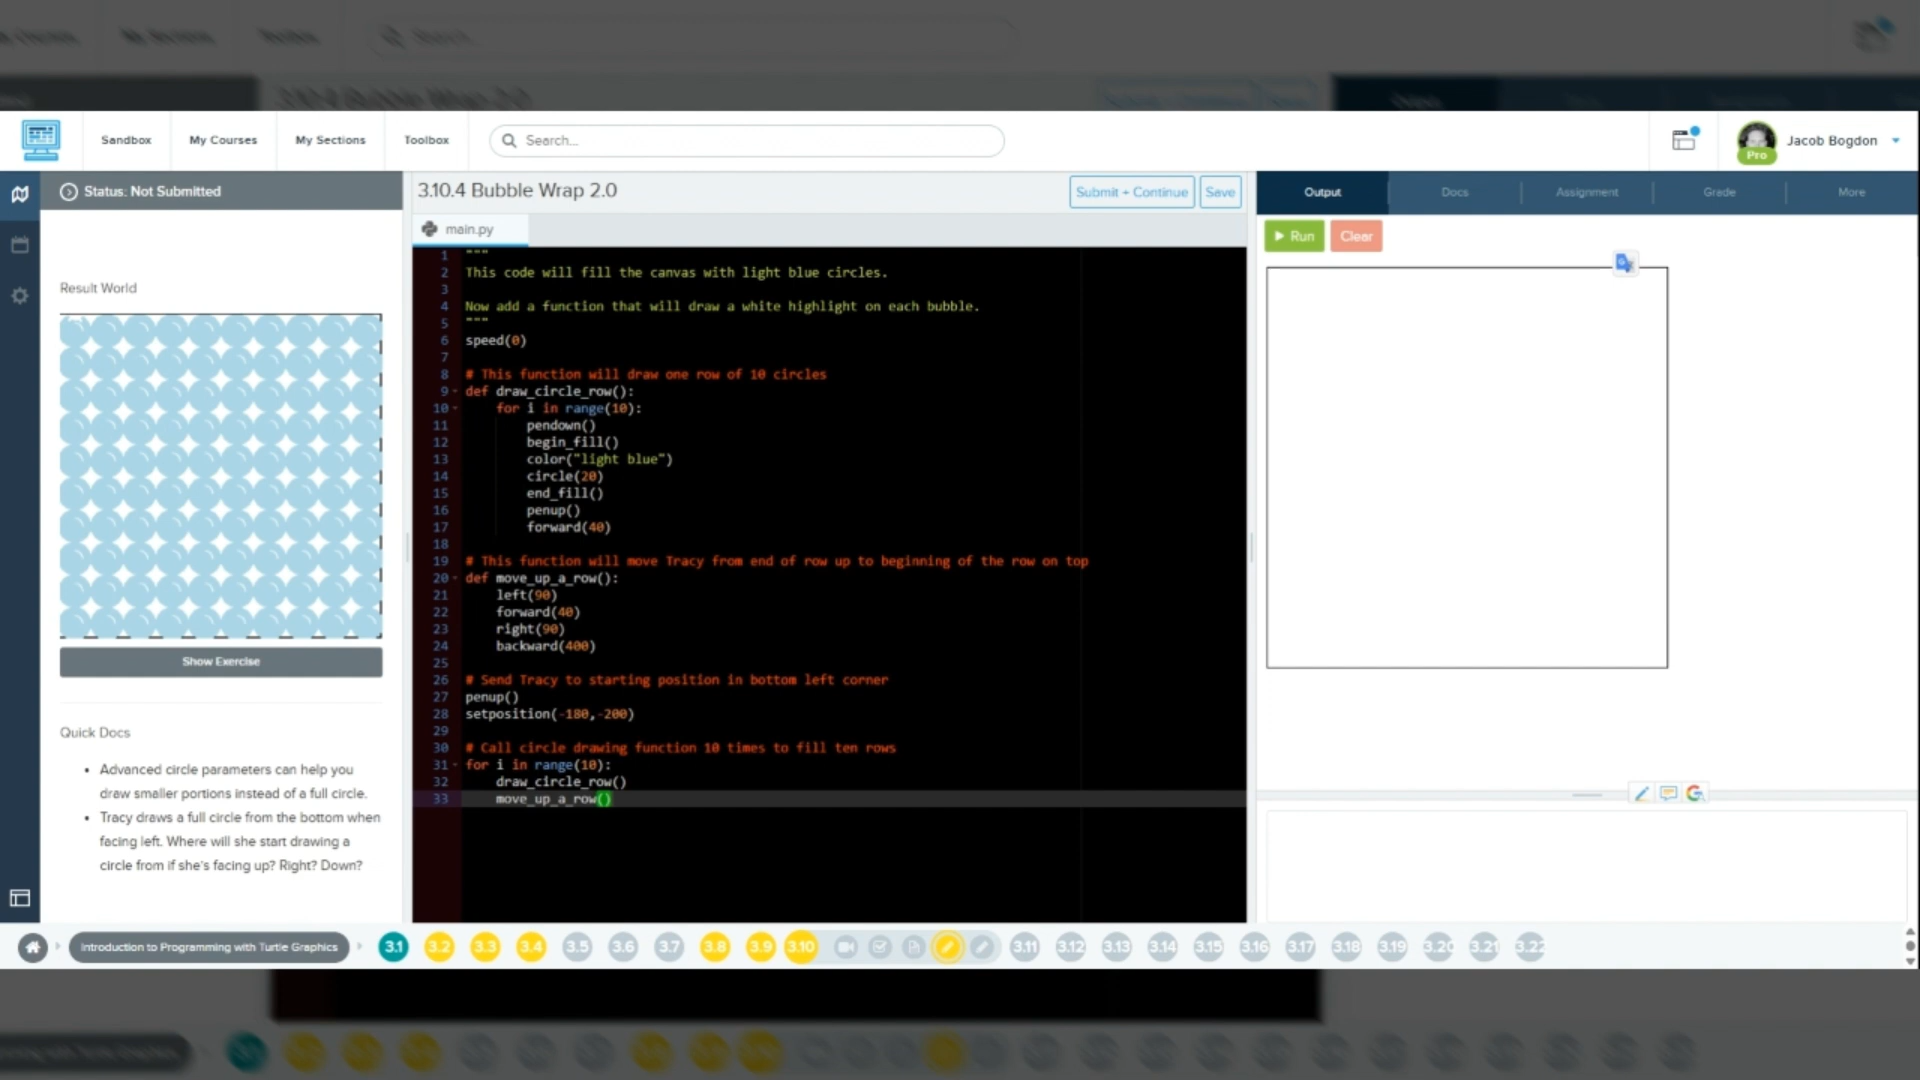 Sandbox
My Courses
My Sections
Toolbox
Search...
Pro
Jacob Bogdon
Status: Not Submitted
Result World
Show Exercise
Quick Docs
• Advanced circle parameters can help you
draw smaller portions instead of a full circle.
• Tracy draws a full circle from the bottom when
facing left. Where will she start drawing a
circle from if she's facing up? Right? Down?
3.10.4 Bubble Wrap 2.0
Submit + Continue
Save
main.py
1 """
2 This code will fill the canvas with light blue circles.
3
4 Now add a function that will draw a white highlight on each bubble.
5 """
6 speed(0)
7
8 # This function will draw one row of 10 circles
9 def draw_circle_row():
10 for i in range(10):
11 pendown()
12 begin_fill()
13 color("light blue")
14 circle(20)
15 end_fill()
16 penup()
17 forward(40)
18
19 # This function will move Tracy from end of row up to beginning of the row on top
20 def move_up_a_row():
21 left(90)
22 forward(40)
23 right(90)
24 backward(400)
25
26 # Send Tracy to starting position in bottom left corner
27 penup()
28 setposition(-180,-200)
29
30 # Call circle drawing function 10 times to fill ten rows
31 for i in range(10):
32 draw_circle_row()
33 move_up_a_row()
Output
Docs
Assignment
Grade
More
Run
Clear
Introduction to Programming with Turtle Graphics
3.1
3.2
3.3
3.4
3.5
3.6
3.7
3.8
3.9
3.10
3.11
3.12
3.13
3.14
3.15
3.16
3.17
3.18
3.19
3.20
3.21
3.22